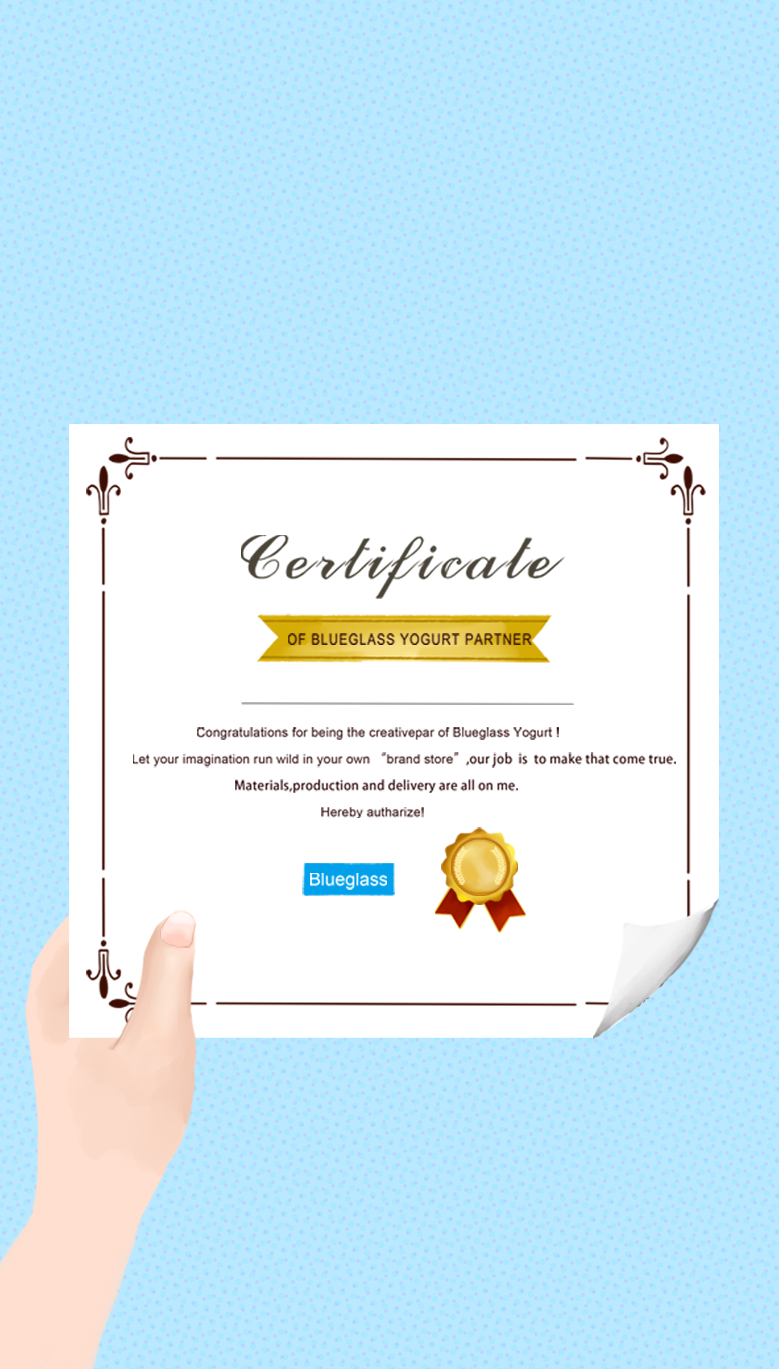 Certificate
OF BLUEGLASS YOGURT PARTNER
Congratulations for being the creativepar of Blueglass Yogurt !
Let your imagination run wild in your own “brand store”,our job is to make that come true.
Materials,production and delivery are all on me.
Hereby autharize!
Blueglass